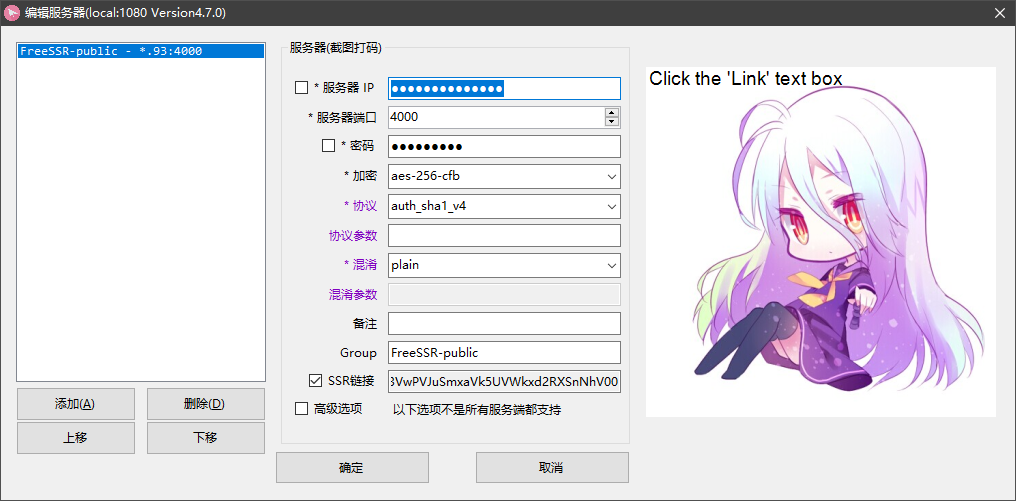 编辑服务器(local:1080 Version4.7.0)
FreeSSR-public - *.93:4000
添加(A)
删除(D)
上移
下移
服务器(截图打码)
* 服务器 IP
●●●●●●●●●●●●●●
* 服务器端口
4000
* 密码
●●●●●●●●●
* 加密
aes-256-cfb
* 协议
auth_sha1_v4
协议参数
* 混淆
plain
混淆参数
备注
Group
FreeSSR-public
SSR链接
3VwPVJuSmxaVk5UVWkxd2RXSnNhV00
高级选项
以下选项不是所有服务端都支持
确定
取消
Click the 'Link' text box